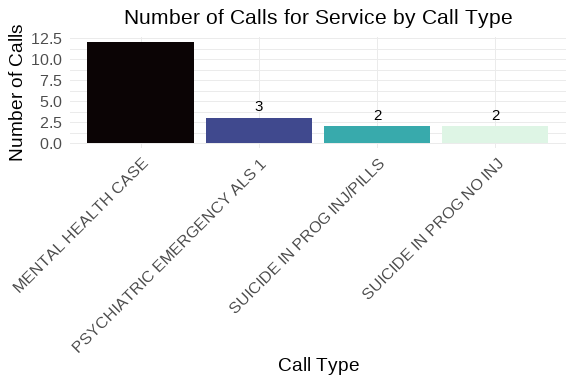 Number of Calls for Service by Call Type
Number of Calls
12.5
10.0
7.5
5.0
2.5
0.0
3
2
2
MENTAL HEALTH CASE
PSYCHIATRIC EMERGENCY ALS 1
SUICIDE IN PROG INJ/PILLS
SUICIDE IN PROG NO INJ
Call Type